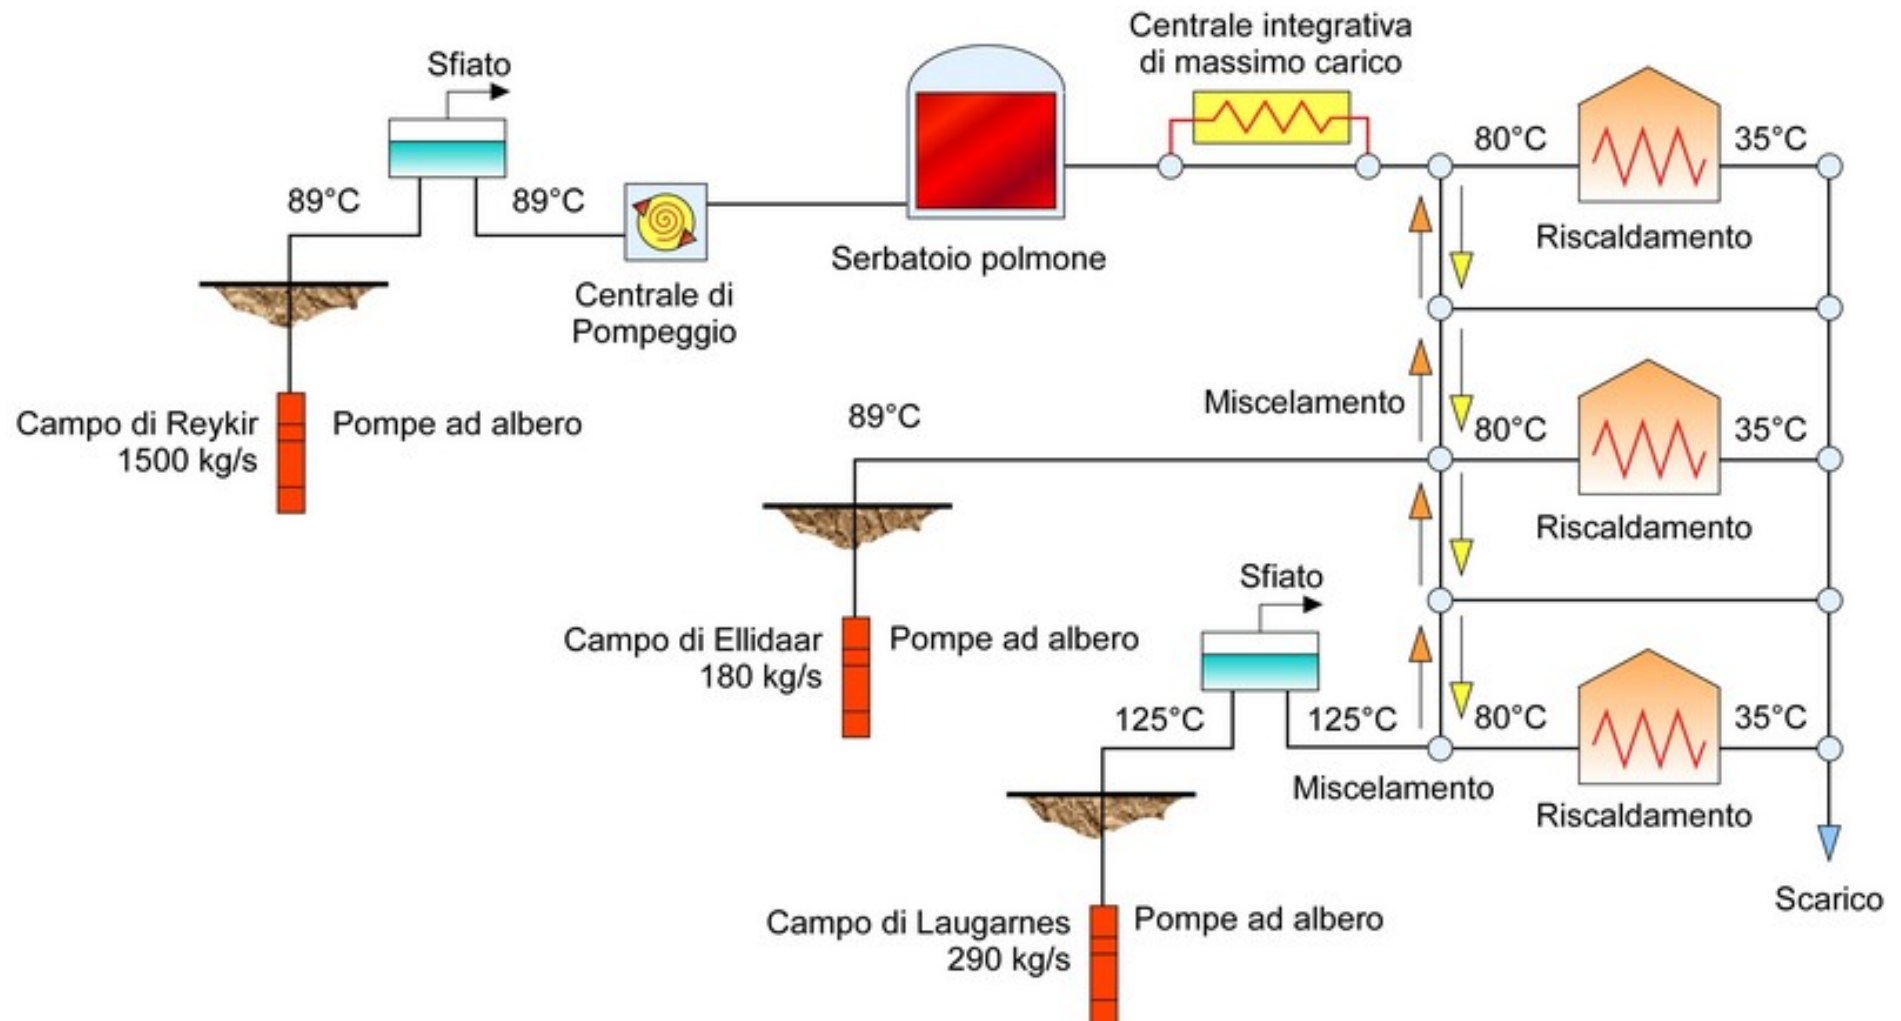 Centrale integrativa
di massimo carico
Sfiato
80°C
35°C
89°C
89°C
Riscaldamento
Serbatoio polmone
Centrale di
Pompeggio
Campo di Reykir
1500 kg/s
Pompe ad albero
Miscelamento
89°C
80°C
35°C
Riscaldamento
Sfiato
Campo di Ellidaar
180 kg/s
Pompe ad albero
125°C
125°C
80°C
35°C
Miscelamento
Riscaldamento
Scarico
Campo di Laugarnes
290 kg/s
Pompe ad albero